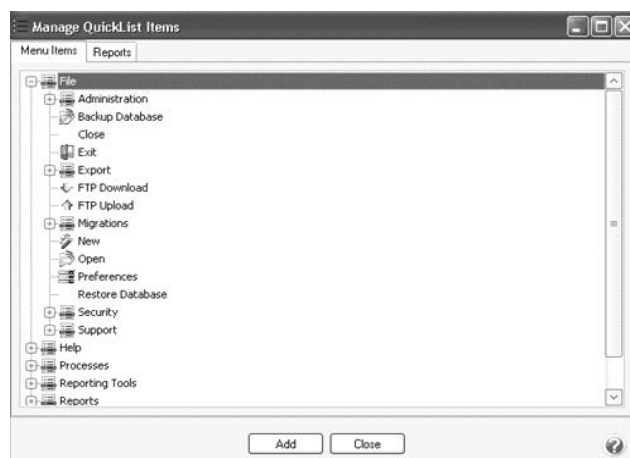 Manage QuickList Items
Menu Items Reports
File
Administration
Backup Database
Close
Exit
Export
FTP Download
FTP Upload
Migrations
New
Open
Preferences
Restore Database
Security
Support
Help
Processes
Reporting Tools
Reports
Add Close